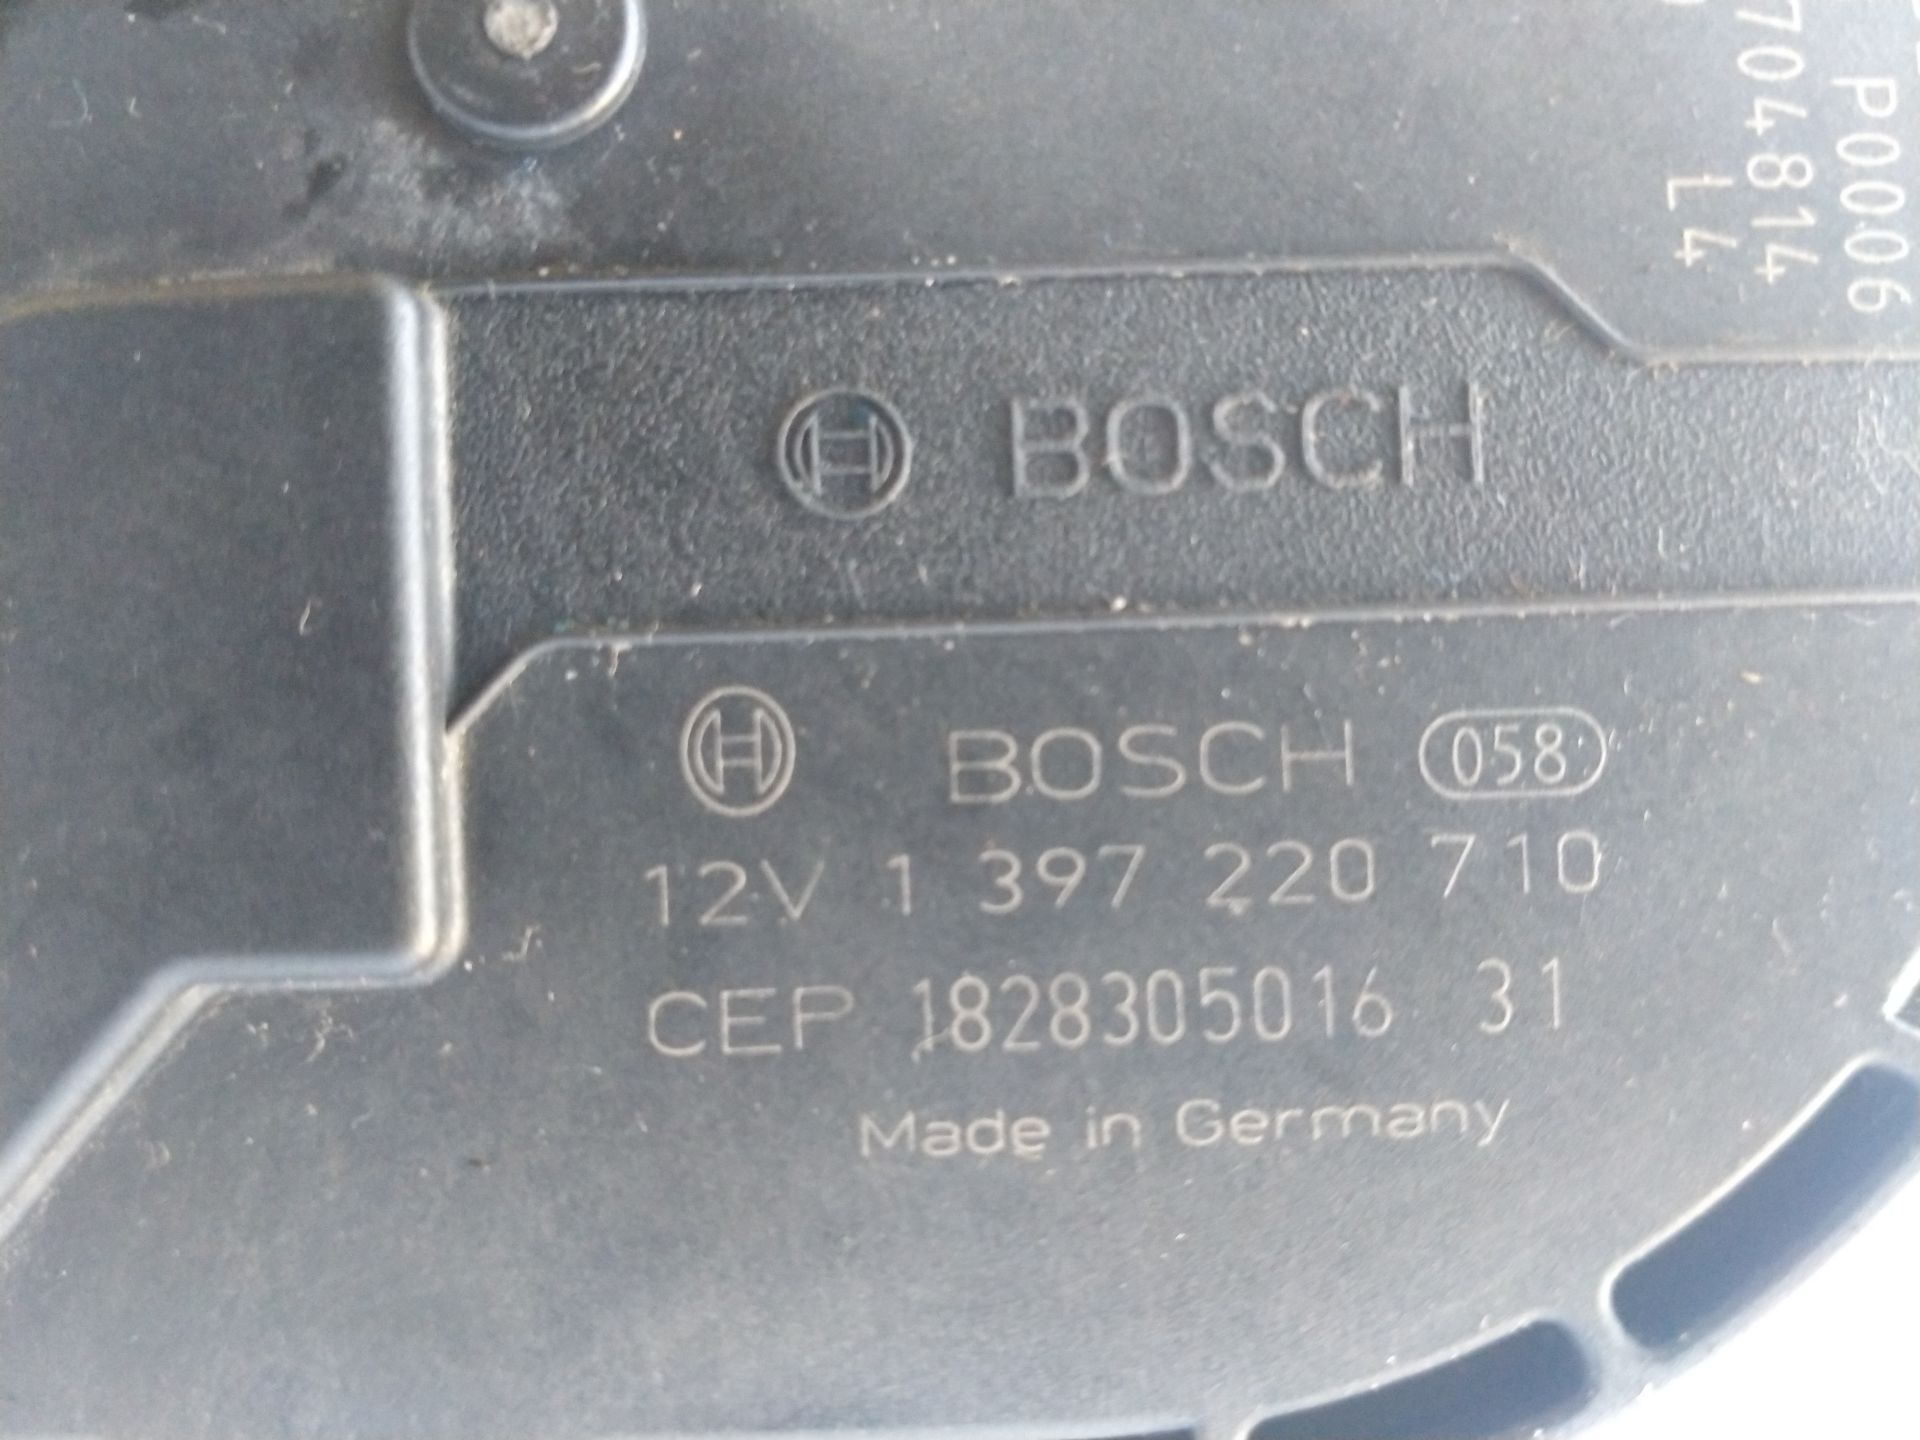 P0006
704814
L4
BOSCH
BOSCH 058
12V 1 397 220 710
CEP 1828305016 31
Made in Germany